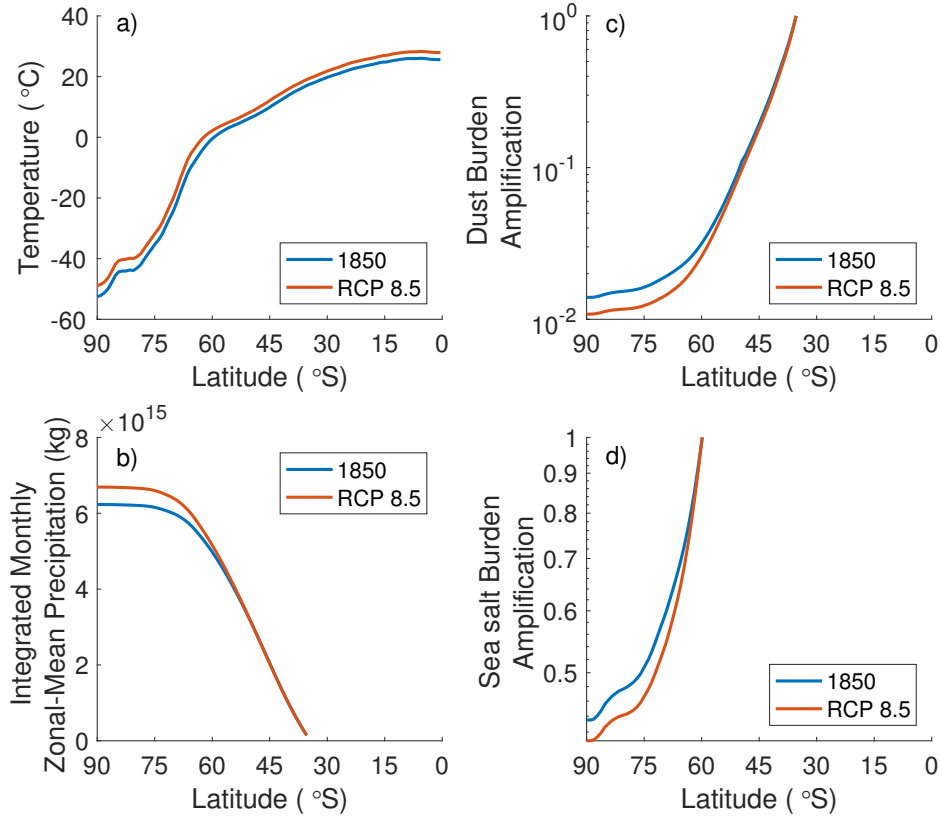 a)
Temperature ( °C)
40
20
0
-20
-40
-60
1850
RCP 8.5
90 75 60 45 30 15 0
Latitude ( °S)
c)
Dust Burden
Amplification
10^0
10^-1
10^-2
1850
RCP 8.5
90 75 60 45 30 15 0
Latitude ( °S)
b)
×10^15
Integrated Monthly
Zonal-Mean Precipitation (kg)
8
6
4
2
0
1850
RCP 8.5
90 75 60 45 30 15 0
Latitude ( °S)
d)
Sea salt Burden
Amplification
1
0.9
0.8
0.7
0.6
0.5
1850
RCP 8.5
90 75 60 45 30 15 0
Latitude ( °S)